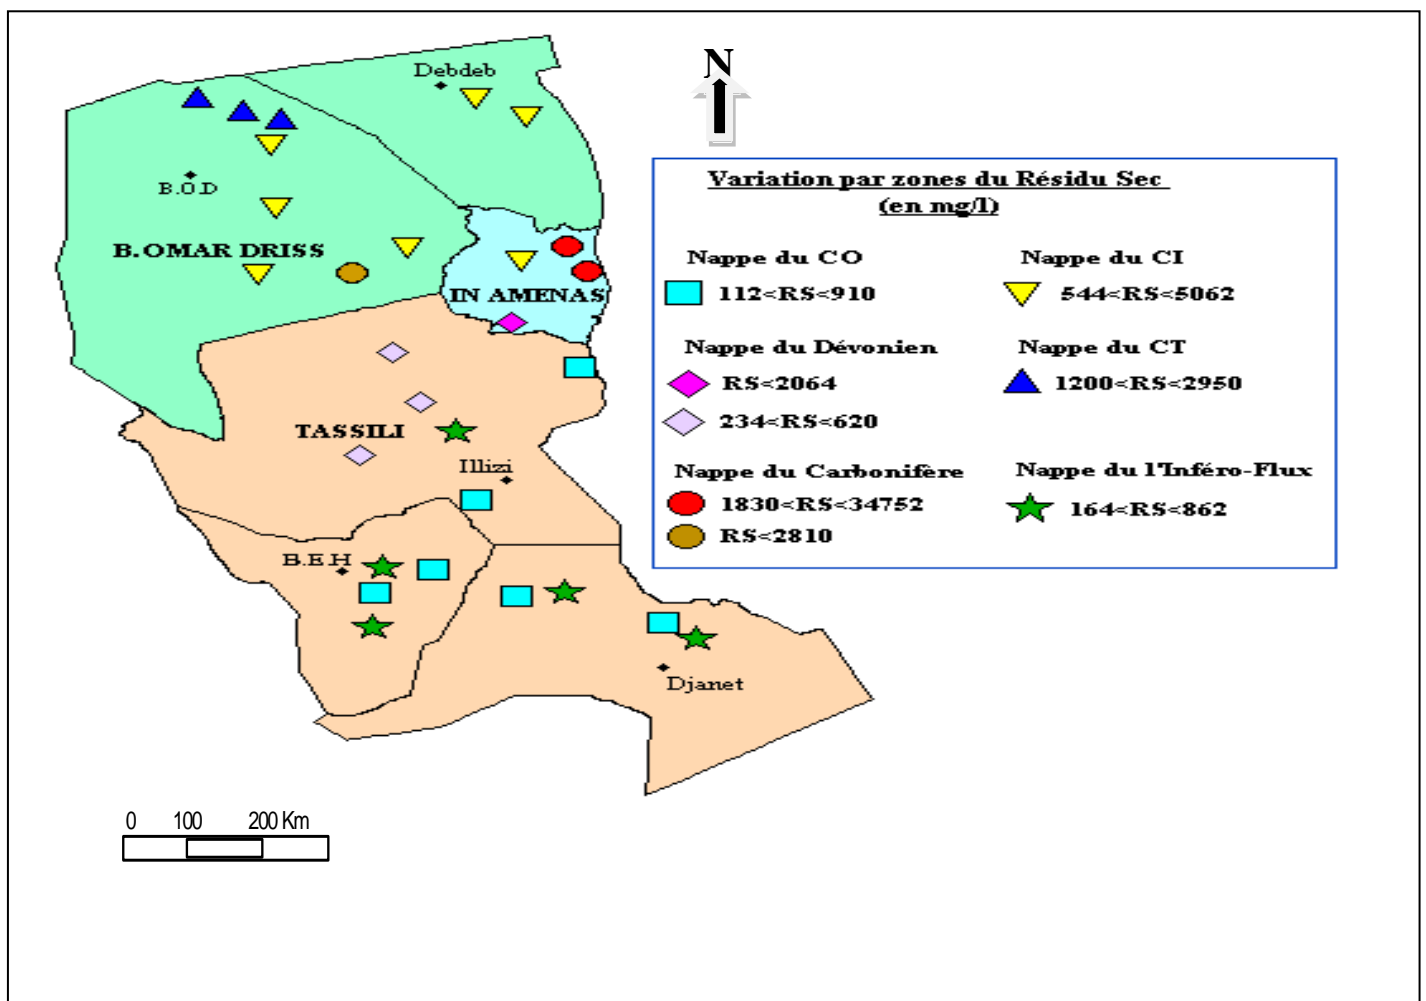 N
Debdeb
B.O.D
B.OMAR DRISS
IN AMENAS
TASSILI
Illizi
B.E.H
Djanet
0 100 200 Km
Variation par zones du Résidu Sec
(en mg/l)
Nappe du CO
112<RS<910
Nappe du CI
544<RS<5062
Nappe du Dévonien
RS<2064
234<RS<620
Nappe du CT
1200<RS<2950
Nappe du Carbonifère
1830<RS<34752
RS<2810
Nappe du l'Inféro-Flux
164<RS<862